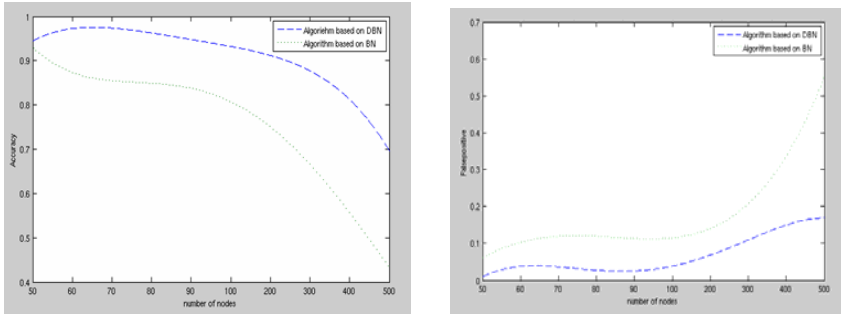 1
0.9
0.8
0.7
0.6
0.5
0.4
Accuracy
Algoriehm based on DBN
Algorithm based on BN
50 60 70 80 90 100 200 300 400 500
number of nodes
0.7
0.6
0.5
0.4
0.3
0.2
0.1
0
Falsepositive
Algorithm based on DBN
Algorithm based on BN
50 60 70 80 90 100 200 300 400 500
number of nodes